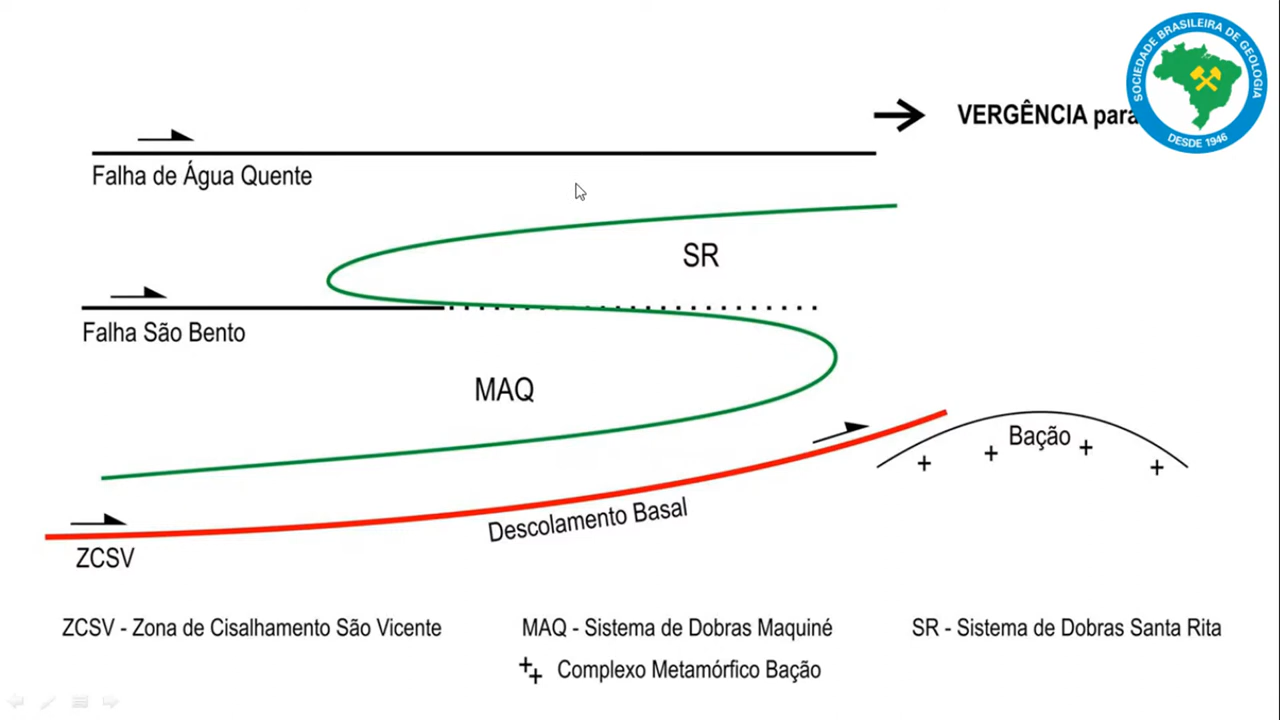 SOCIEDADE BRASILEIRA DE GEOLOGIA
DESDE 1946
VERGÊNCIA para
Falha de Água Quente
SR
Falha São Bento
MAQ
Bação
Descolamento Basal
ZCSV
ZCSV - Zona de Cisalhamento São Vicente
MAQ - Sistema de Dobras Maquiné
SR - Sistema de Dobras Santa Rita
Complexo Metamórfico Bação